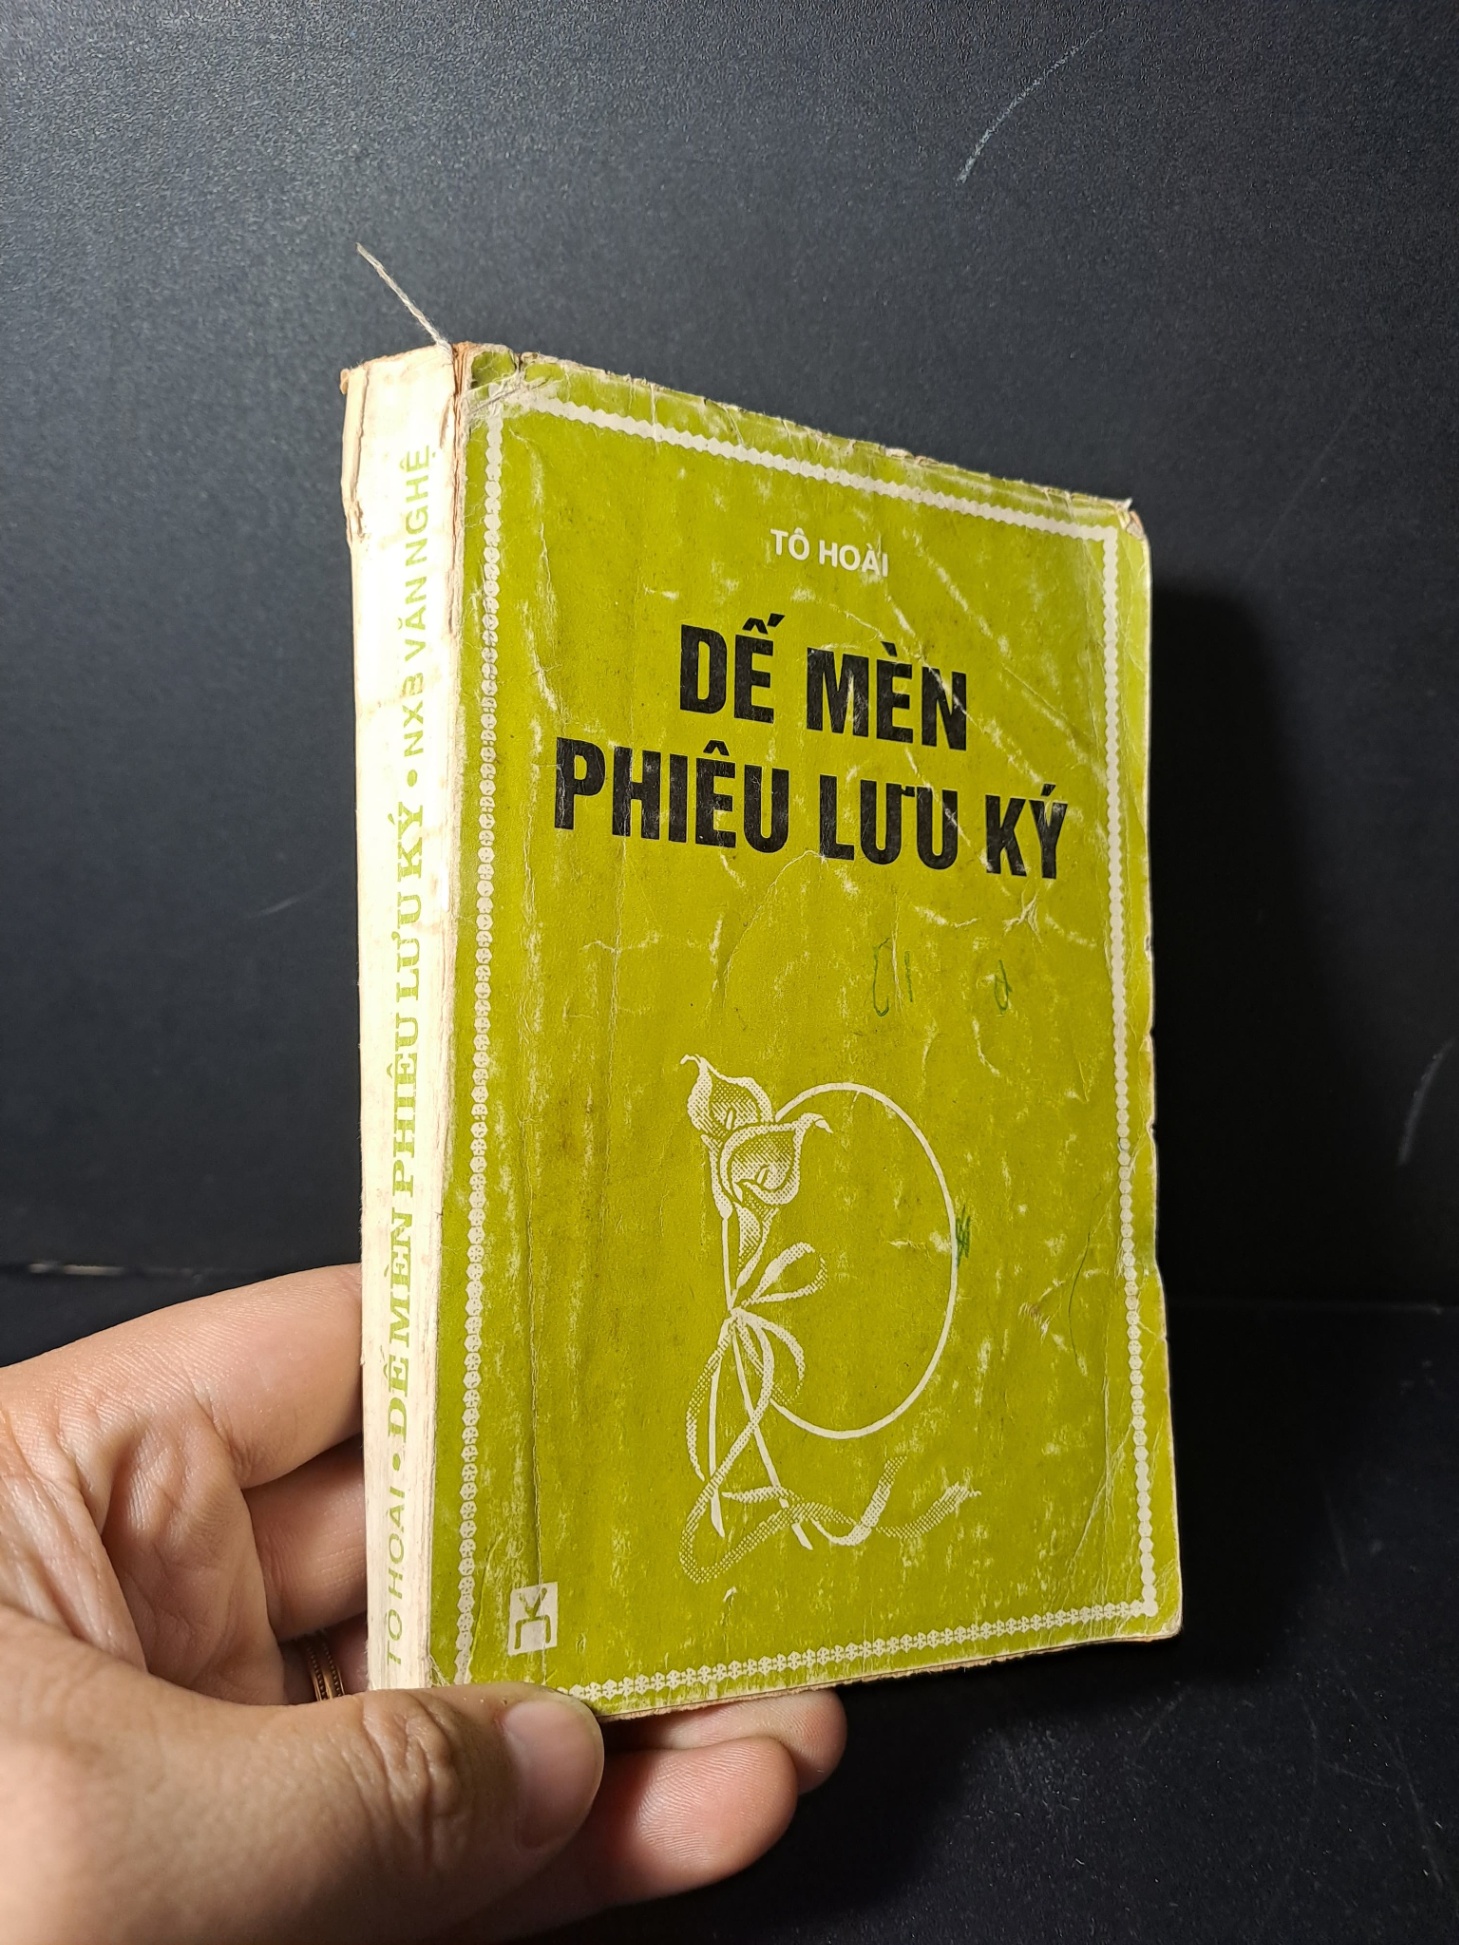 TÔ HOÀI
DẾ MÈN
PHIÊU LƯU KÝ
TÔ HOÀI • DẾ MÈN PHIÊU LƯU KÝ • NXB VĂN NGHỆ